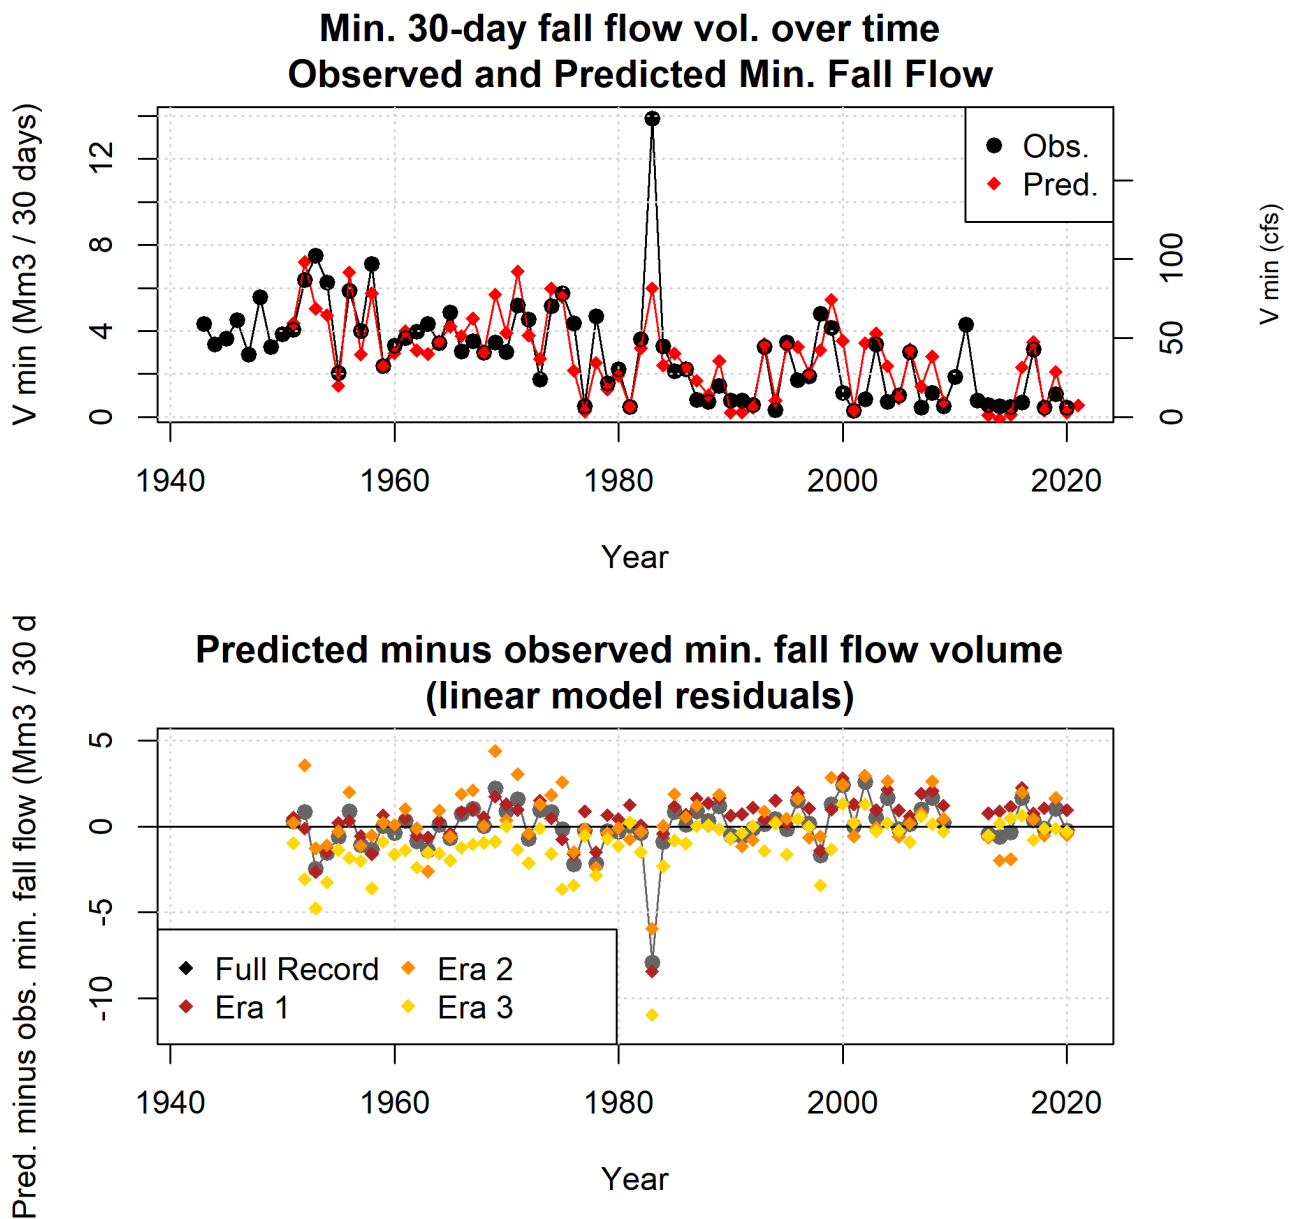 Min. 30-day fall flow vol. over time
Observed and Predicted Min. Fall Flow
V min (Mm3 / 30 days)
12
8
4
0
Obs.
Pred.
100
50
0
V min (cfs)
1940 1960 1980 2000 2020
Year
Predicted minus observed min. fall flow volume
(linear model residuals)
Pred. minus obs. min. fall flow (Mm3 / 30 d
5
0
-5
-10
Full Record Era 2
Era 1 Era 3
1940 1960 1980 2000 2020
Year